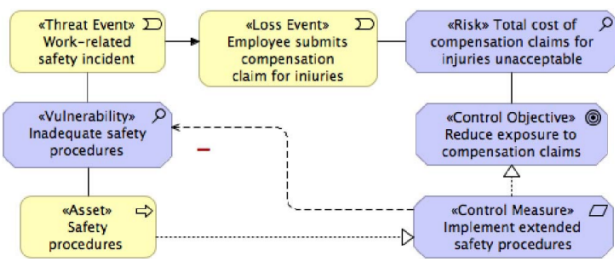 «Threat Event»
Work-related
safety incident
«Loss Event»
Employee submits
compensation
claim for injuries
«Risk» Total cost of
compensation claims for
injuries unacceptable
«Vulnerability»
Inadequate safety
procedures
«Control Objective»
Reduce exposure to
compensation claims
«Asset»
Safety
procedures
«Control Measure»
Implement extended
safety procedures